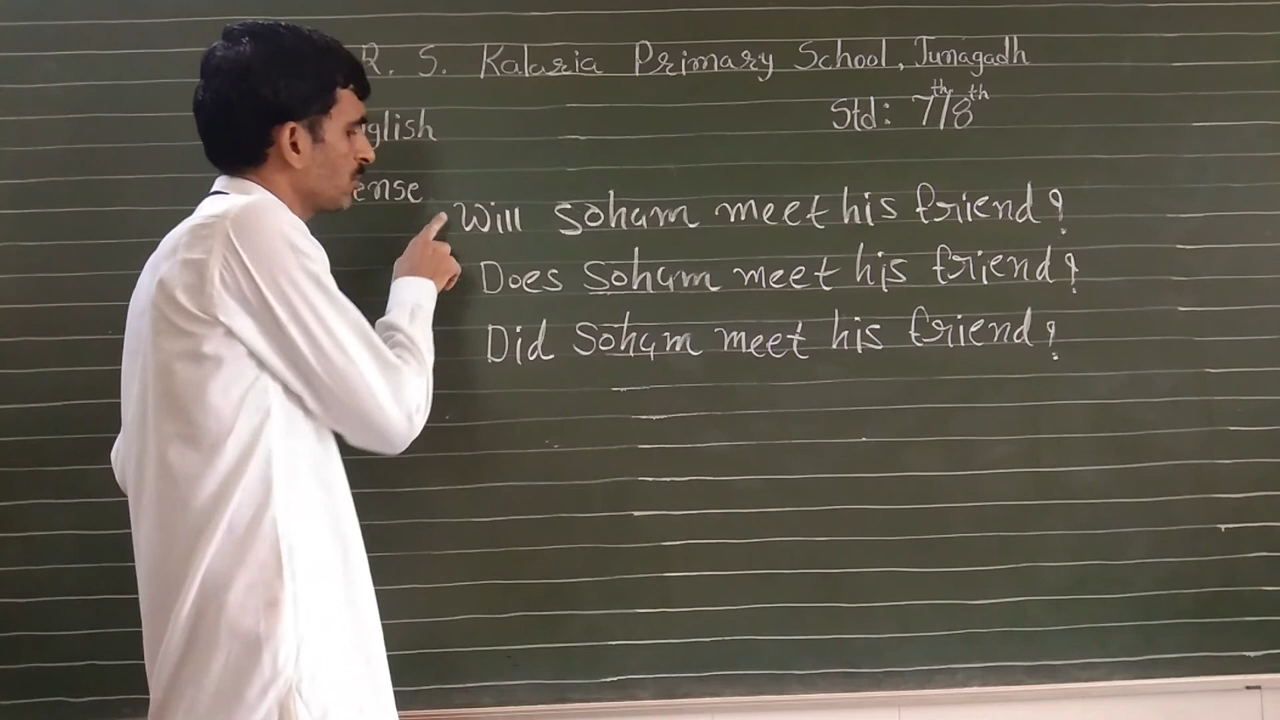 R. S. Kalaria Primary School, Junagadh
Std: 7th/8th
glish
ense
Will Soham meet his friend?
Does Soham meet his friend?
Did Soham meet his friend?